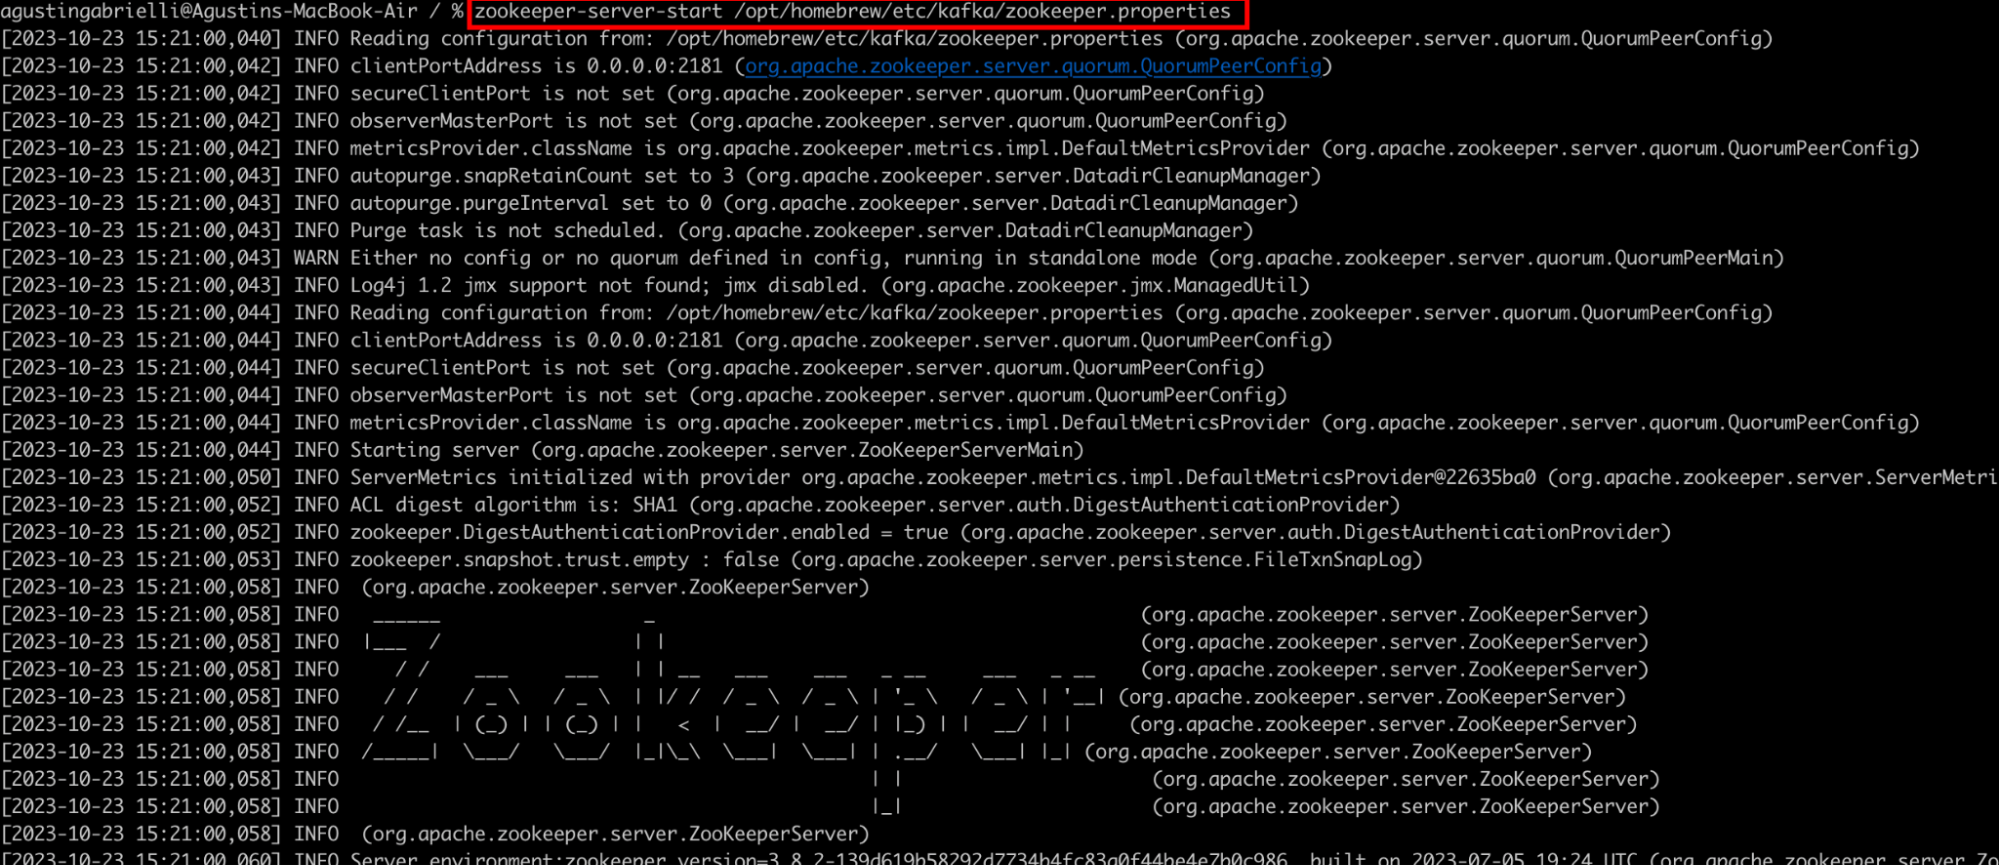 agustingabrielli@Agustins-MacBook-Air / % zookeeper-server-start /opt/homebrew/etc/kafka/zookeeper.properties
[2023-10-23 15:21:00,040] INFO Reading configuration from: /opt/homebrew/etc/kafka/zookeeper.properties (org.apache.zookeeper.server.quorum.QuorumPeerConfig)
[2023-10-23 15:21:00,042] INFO clientPortAddress is 0.0.0.0:2181 (org.apache.zookeeper.server.quorum.QuorumPeerConfig)
[2023-10-23 15:21:00,042] INFO secureClientPort is not set (org.apache.zookeeper.server.quorum.QuorumPeerConfig)
[2023-10-23 15:21:00,042] INFO observerMasterPort is not set (org.apache.zookeeper.server.quorum.QuorumPeerConfig)
[2023-10-23 15:21:00,042] INFO metricsProvider.className is org.apache.zookeeper.metrics.impl.DefaultMetricsProvider (org.apache.zookeeper.server.quorum.QuorumPeerConfig)
[2023-10-23 15:21:00,043] INFO autopurge.snapRetainCount set to 3 (org.apache.zookeeper.server.DatadirCleanupManager)
[2023-10-23 15:21:00,043] INFO autopurge.purgeInterval set to 0 (org.apache.zookeeper.server.DatadirCleanupManager)
[2023-10-23 15:21:00,043] INFO Purge task is not scheduled. (org.apache.zookeeper.server.DatadirCleanupManager)
[2023-10-23 15:21:00,043] WARN Either no config or no quorum defined in config, running in standalone mode (org.apache.zookeeper.server.quorum.QuorumPeerMain)
[2023-10-23 15:21:00,043] INFO Log4j 1.2 jmx support not found; jmx disabled. (org.apache.zookeeper.jmx.ManagedUtil)
[2023-10-23 15:21:00,044] INFO Reading configuration from: /opt/homebrew/etc/kafka/zookeeper.properties (org.apache.zookeeper.server.quorum.QuorumPeerConfig)
[2023-10-23 15:21:00,044] INFO clientPortAddress is 0.0.0.0:2181 (org.apache.zookeeper.server.quorum.QuorumPeerConfig)
[2023-10-23 15:21:00,044] INFO secureClientPort is not set (org.apache.zookeeper.server.quorum.QuorumPeerConfig)
[2023-10-23 15:21:00,044] INFO observerMasterPort is not set (org.apache.zookeeper.server.quorum.QuorumPeerConfig)
[2023-10-23 15:21:00,044] INFO metricsProvider.className is org.apache.zookeeper.metrics.impl.DefaultMetricsProvider (org.apache.zookeeper.server.quorum.QuorumPeerConfig)
[2023-10-23 15:21:00,044] INFO Starting server (org.apache.zookeeper.server.ZooKeeperServerMain)
[2023-10-23 15:21:00,050] INFO ServerMetrics initialized with provider org.apache.zookeeper.metrics.impl.DefaultMetricsProvider@22635ba0 (org.apache.zookeeper.server.ServerMetri
[2023-10-23 15:21:00,052] INFO ACL digest algorithm is: SHA1 (org.apache.zookeeper.server.auth.DigestAuthenticationProvider)
[2023-10-23 15:21:00,052] INFO zookeeper.DigestAuthenticationProvider.enabled = true (org.apache.zookeeper.server.auth.DigestAuthenticationProvider)
[2023-10-23 15:21:00,053] INFO zookeeper.snapshot.trust.empty : false (org.apache.zookeeper.server.persistence.FileTxnSnapLog)
[2023-10-23 15:21:00,058] INFO  (org.apache.zookeeper.server.ZooKeeperServer)
[2023-10-23 15:21:00,058] INFO   ______                  _                                           (org.apache.zookeeper.server.ZooKeeperServer)
[2023-10-23 15:21:00,058] INFO  |___  /                 | |                                          (org.apache.zookeeper.server.ZooKeeperServer)
[2023-10-23 15:21:00,058] INFO     / /    ___     ___   | | __   ___    ___   _ __     ___   _ __    (org.apache.zookeeper.server.ZooKeeperServer)
[2023-10-23 15:21:00,058] INFO    / /    / _ \   / _ \  | |/ /  / _ \  / _ \ | '_ \   / _ \ | '__| (org.apache.zookeeper.server.ZooKeeperServer)
[2023-10-23 15:21:00,058] INFO   / /__  | (_) | | (_) | |   <  |  __/ |  __/ | |_) | |  __/ | |     (org.apache.zookeeper.server.ZooKeeperServer)
[2023-10-23 15:21:00,058] INFO  /_____|  \___/   \___/  |_|\_\  \___|  \___| | .__/   \___| |_| (org.apache.zookeeper.server.ZooKeeperServer)
[2023-10-23 15:21:00,058] INFO                                               | |                      (org.apache.zookeeper.server.ZooKeeperServer)
[2023-10-23 15:21:00,058] INFO                                               |_|                      (org.apache.zookeeper.server.ZooKeeperServer)
[2023-10-23 15:21:00,058] INFO  (org.apache.zookeeper.server.ZooKeeperServer)
[2023-10-23 15:21:00,060] INFO Server environment:zookeeper.version=3.8.2-139d619b58292d7734b4fc83a0f44be4e7b0c986, built on 2023-07-05 19:24 UTC (org.apache.zookeeper.server.Zo